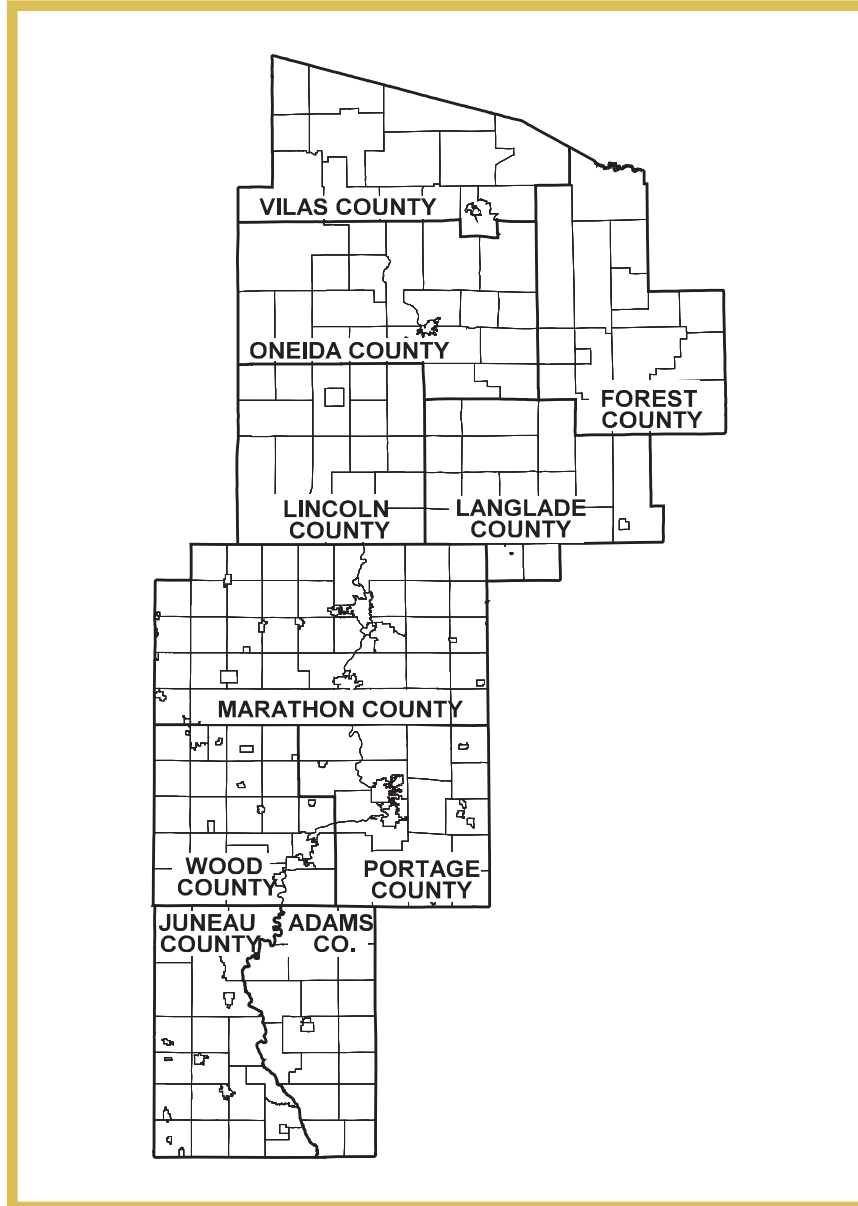 VILAS COUNTY
ONEIDA COUNTY
FOREST
COUNTY
LINCOLN
COUNTY
LANGLADE
COUNTY
MARATHON COUNTY
WOOD
COUNTY
PORTAGE
COUNTY
JUNEAU
COUNTY
ADAMS
CO.